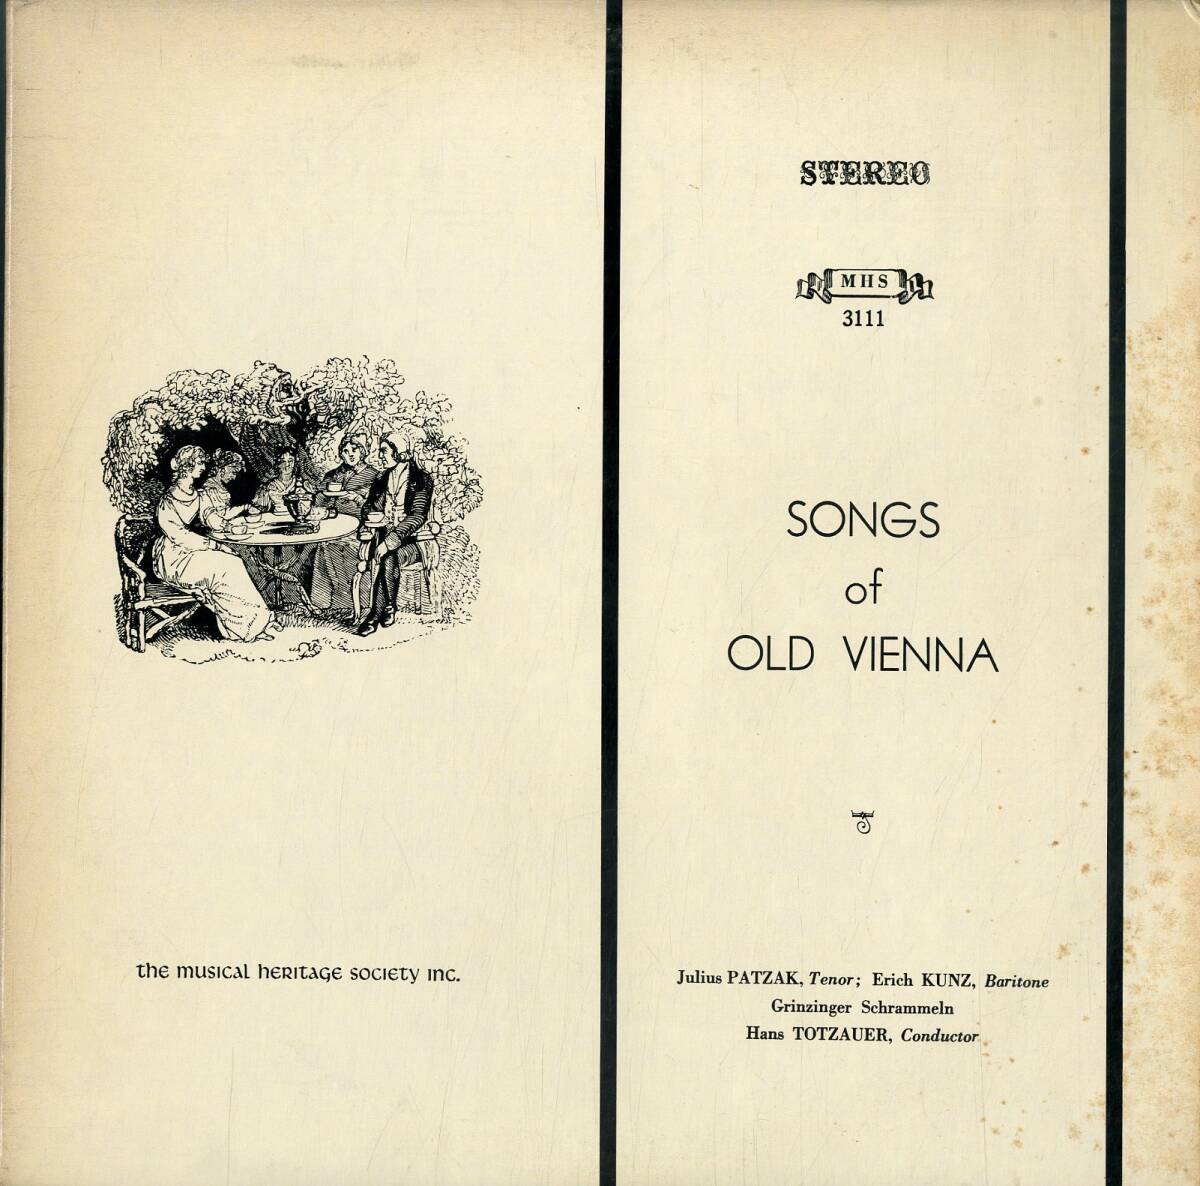 STEREO
MHS
3111
SONGS
of
OLD VIENNA
the musical heritage society inc.
Julius PATZAK, Tenor; Erich KUNZ, Baritone
Grinzinger Schrammeln
Hans TOTZAUER, Conductor